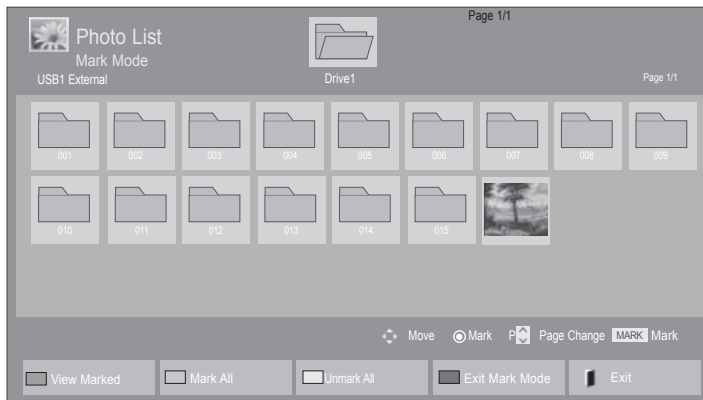 Page 1/1
Photo List
Mark Mode
USB1 External
Drive1
Page 1/1
001 002 003 004 005 006 007 008 009
010 011 012 013 014 015
Move Mark P Page Change MARK Mark
View Marked Mark All Unmark All Exit Mark Mode Exit